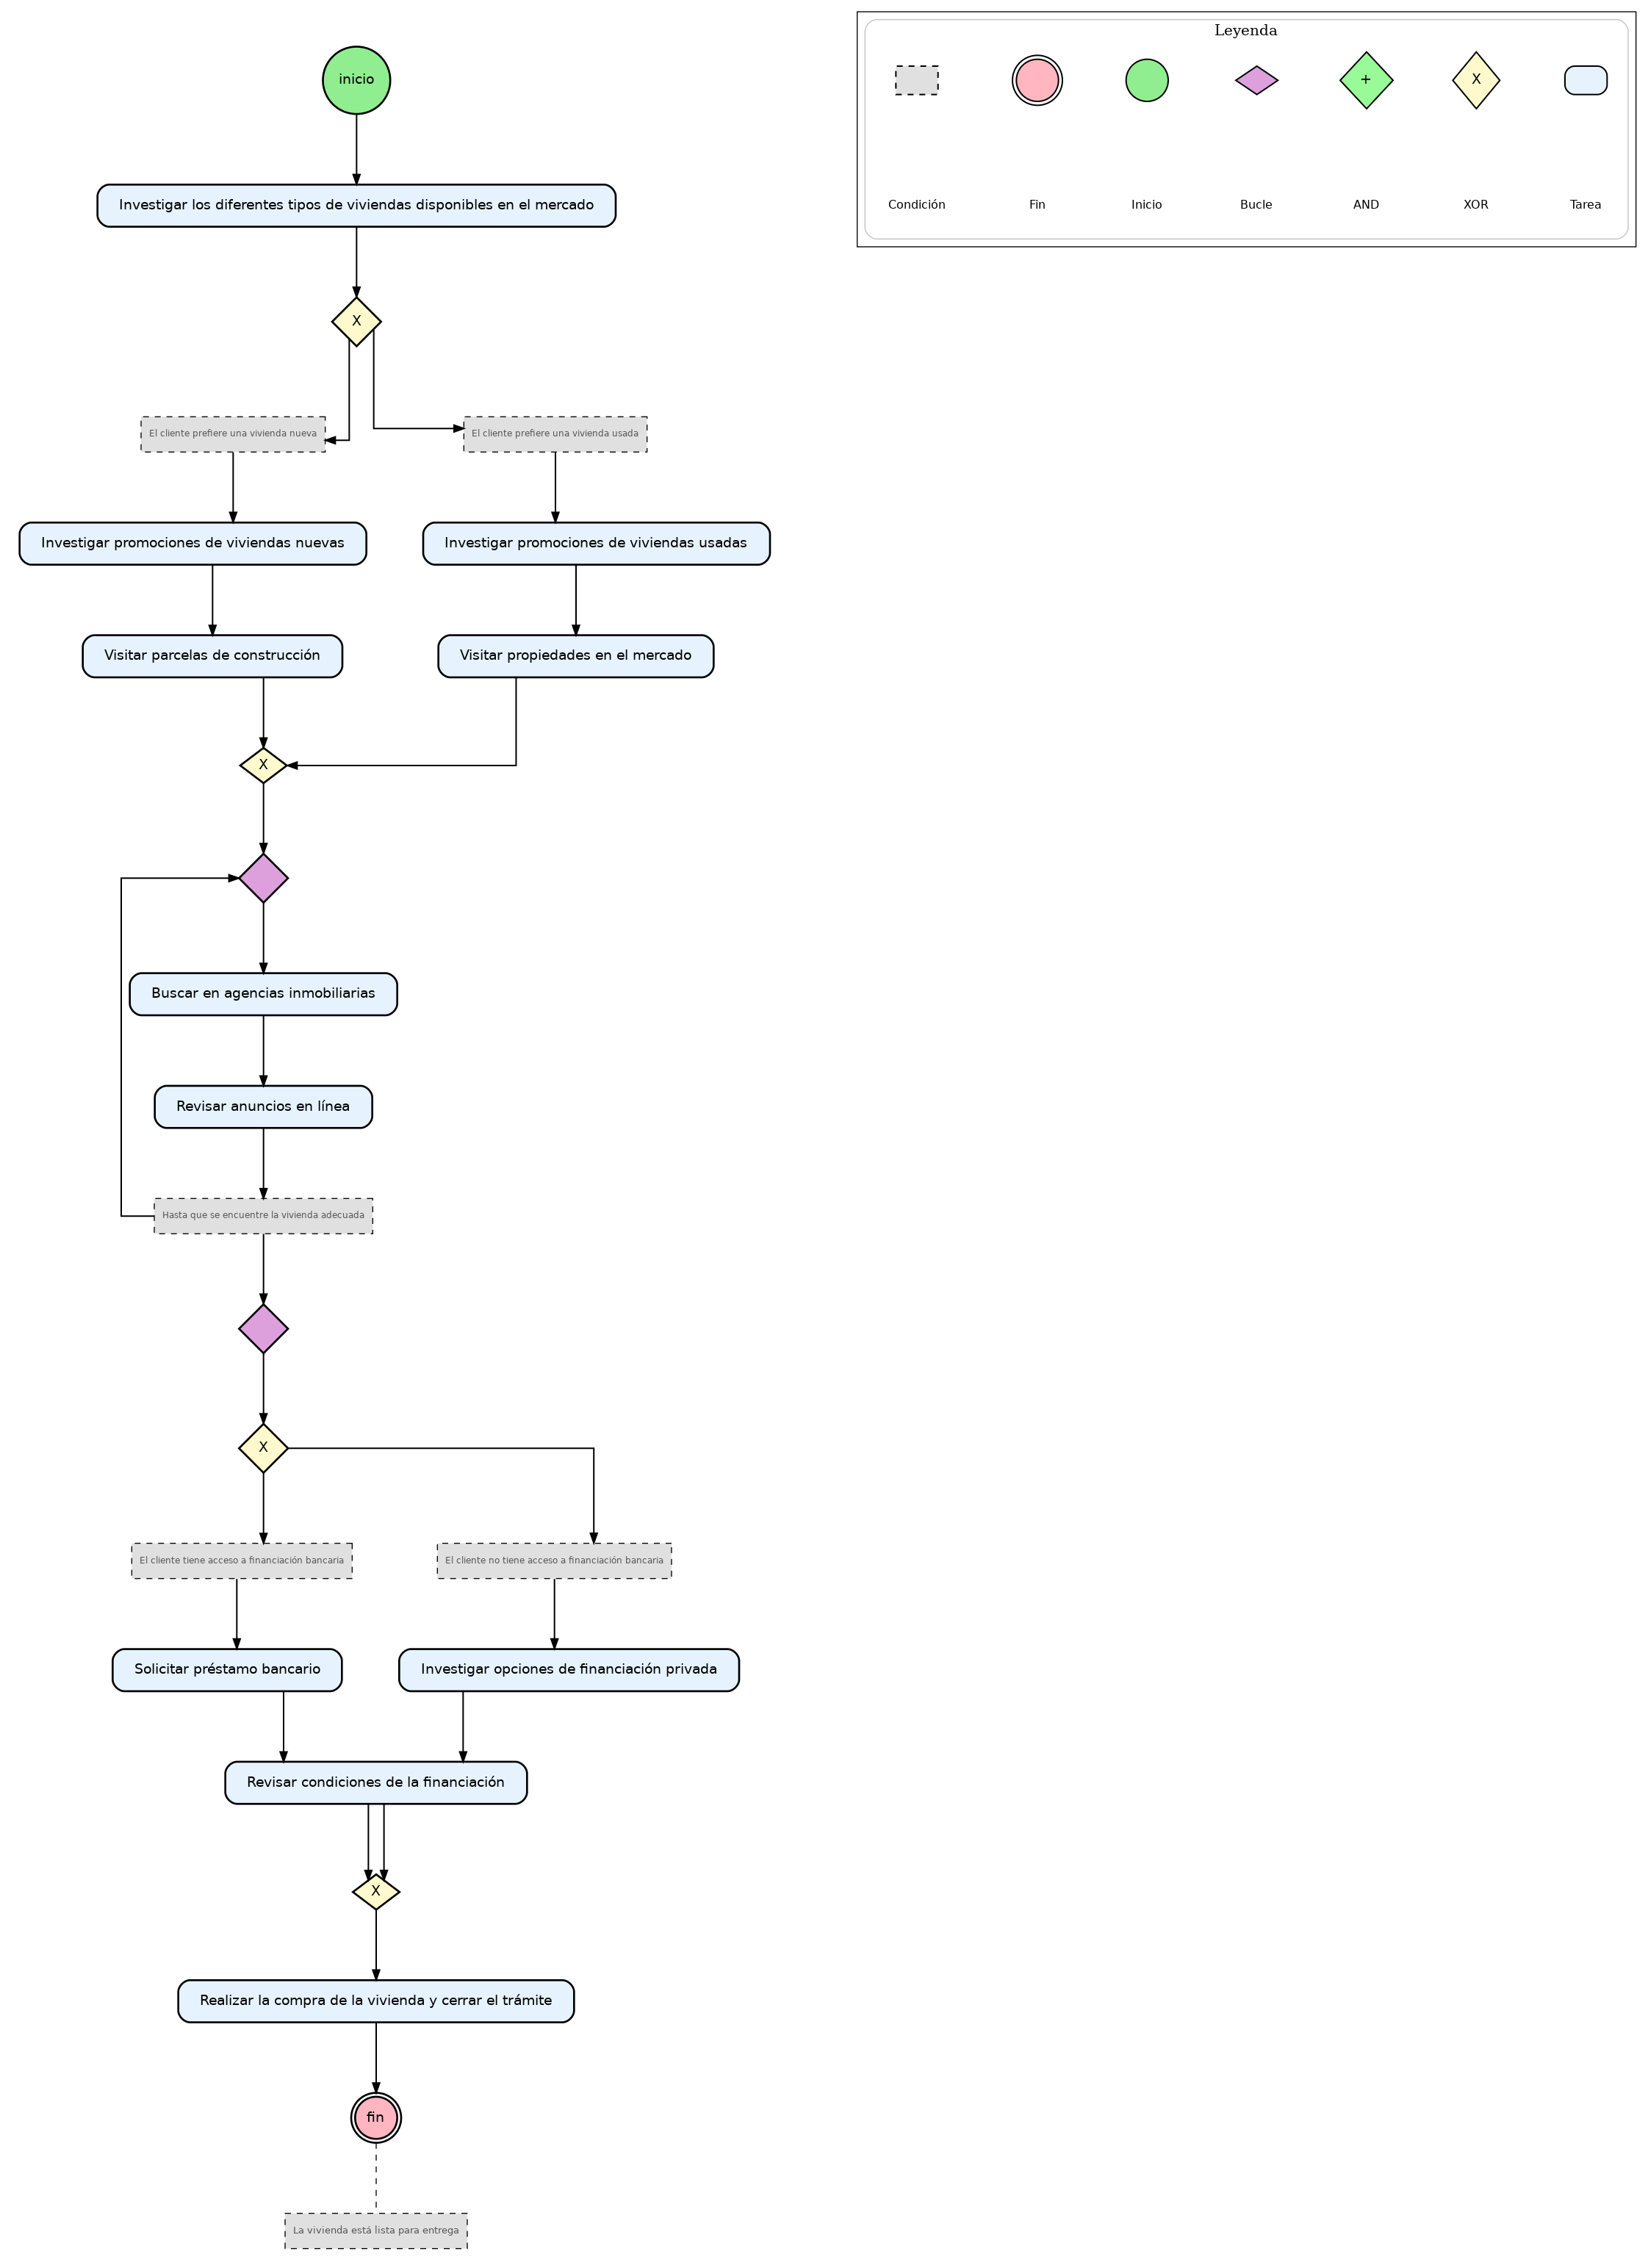 inicio
Investigar los diferentes tipos de viviendas disponibles en el mercado
X
El cliente prefiere una vivienda nueva
El cliente prefiere una vivienda usada
Investigar promociones de viviendas nuevas
Investigar promociones de viviendas usadas
Visitar parcelas de construcción
Visitar propiedades en el mercado
X
Buscar en agencias inmobiliarias
Revisar anuncios en línea
Hasta que se encuentre la vivienda adecuada
X
El cliente tiene acceso a financiación bancaria
El cliente no tiene acceso a financiación bancaria
Solicitar préstamo bancario
Investigar opciones de financiación privada
Revisar condiciones de la financiación
X
Realizar la compra de la vivienda y cerrar el trámite
fin
La vivienda está lista para entrega
Leyenda
+
X
Condición
Fin
Inicio
Bucle
AND
XOR
Tarea